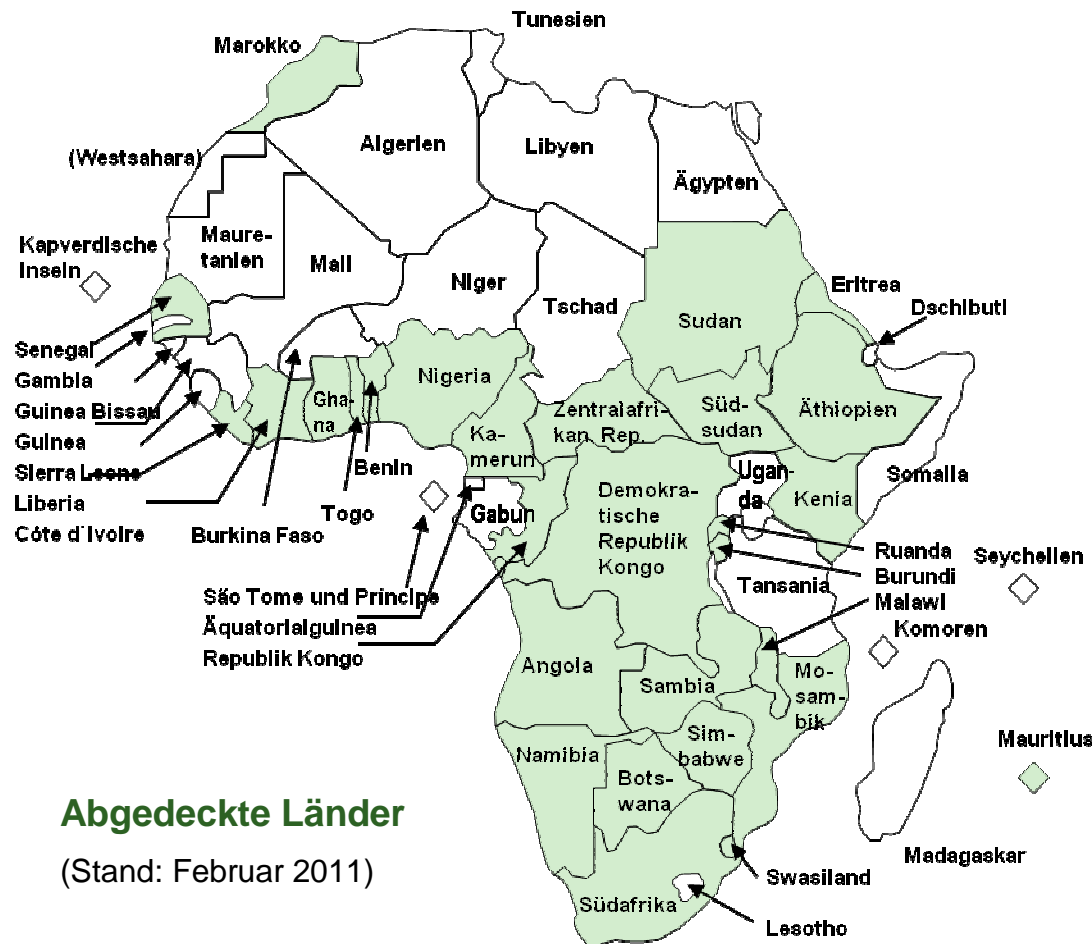 Tunesien
Marokko
Algerien
Libyen
(Westsahara)
Ägypten
Kapverdische
Inseln
Maure-
tanien
Mali
Niger
Tschad
Eritrea
Dschibuti
Sudan
Senegal
Gambia
Guinea Bissau
Guinea
Sierra Leone
Liberia
Côte d´Ivoire
Gha-
na
Nigeria
Zentralafri-
kan. Rep.
Süd-
sudan
Äthiopien
Ka-
merun
Benin
Togo
Burkina Faso
Gabun
Demokra-
tische
Republik
Kongo
Ugan-
da
Kenia
Somalia
Ruanda
Burundi
Malawi
Seychellen
Tansania
Komoren
São Tome und Príncipe
Äquatorialguinea
Republik Kongo
Angola
Sambia
Mo-
sam-
bik
Mauritius
Namibia
Sim-
babwe
Bots-
wana
Madagaskar
Swasiland
Südafrika
Lesotho
Abgedeckte Länder
(Stand: Februar 2011)